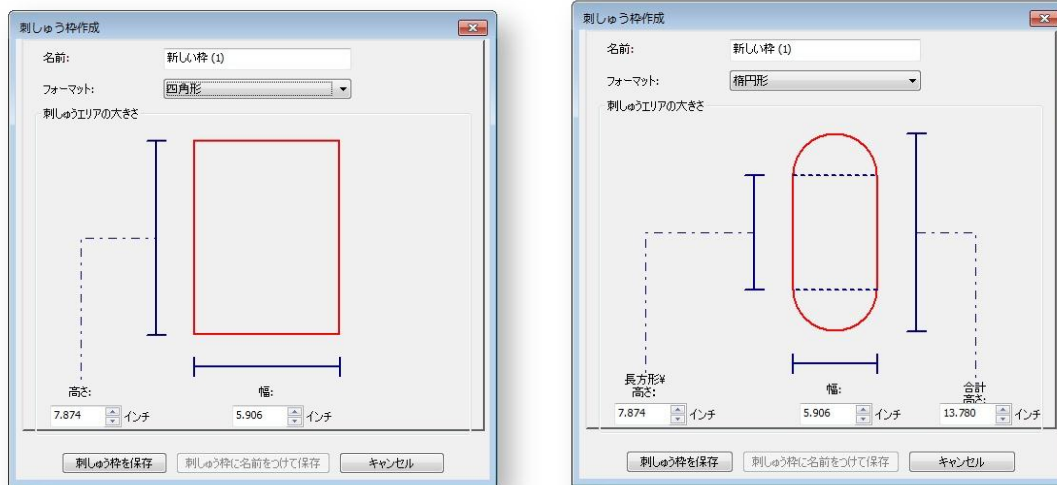 刺しゅう枠作成
名前: 新しい枠 (1)
フォーマット: 四角形
刺しゅうエリアの大きさ
高さ: 幅:
7.874 インチ 5.906 インチ
刺しゅう枠を保存 刺しゅう枠に名前をつけて保存 キャンセル
刺しゅう枠作成
名前: 新しい枠 (1)
フォーマット: 楕円形
刺しゅうエリアの大きさ
長方形¥
高さ: 幅: 合計
高さ:
7.874 インチ 5.906 インチ 13.780 インチ
刺しゅう枠を保存 刺しゅう枠に名前をつけて保存 キャンセル